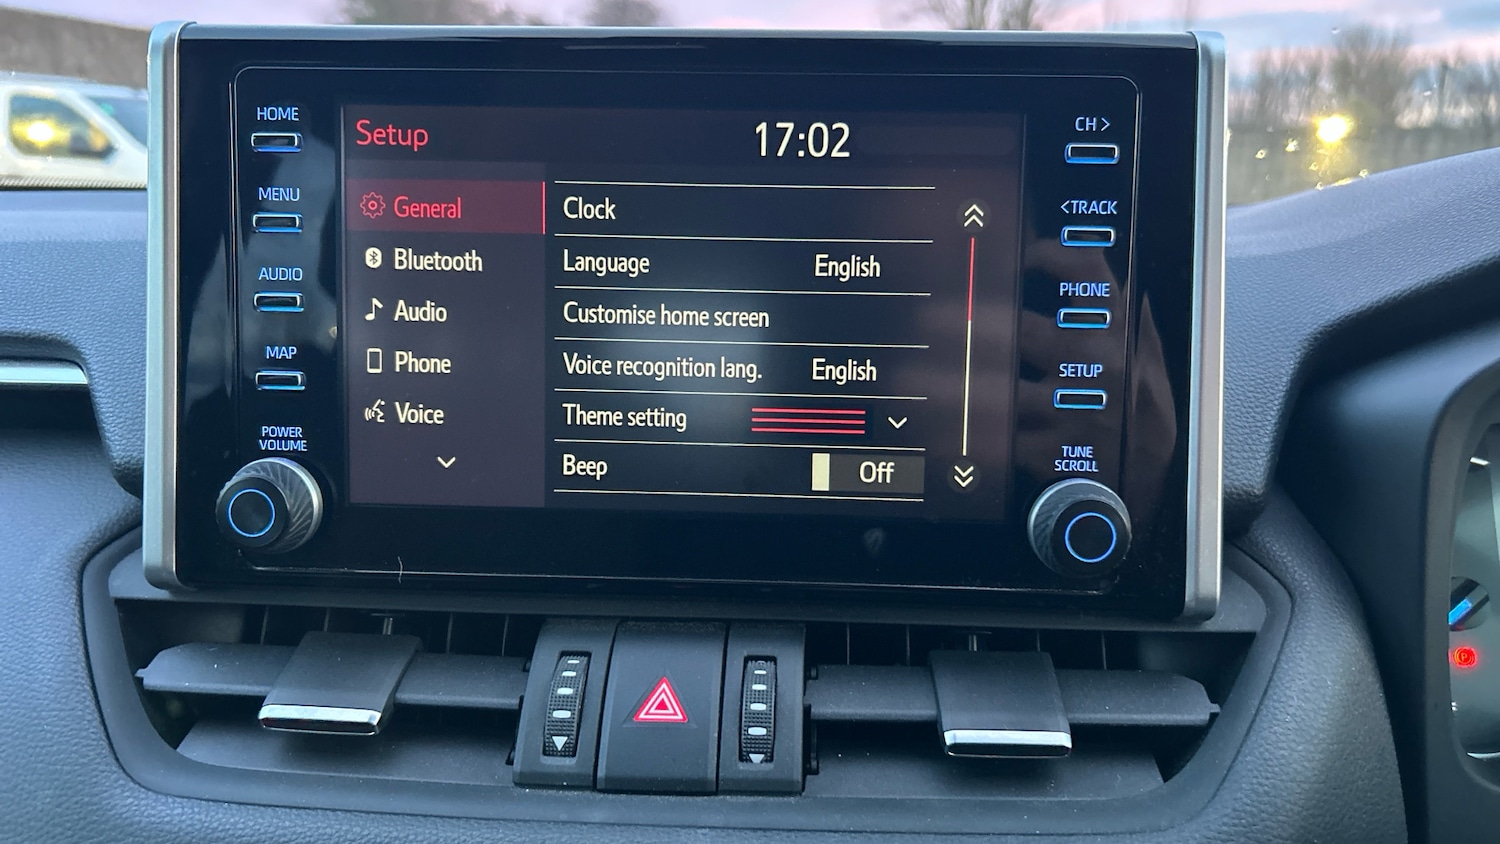 HOME
MENU
AUDIO
MAP
POWER
VOLUME
Setup
17:02
General
Bluetooth
Audio
Phone
Voice
Clock
Language English
Customise home screen
Voice recognition lang. English
Theme setting
Beep Off
CH >
< TRACK
PHONE
SETUP
TUNE
SCROLL
P